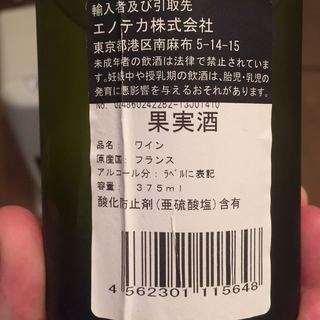 輸入者及び引取先
エノテカ株式会社
東京都港区南麻布 5-14-15
未成年者の飲酒は法律で禁止されていま
す。妊娠中や授乳期の飲酒は、胎児・乳児の
発育に悪影響を与えるおそれがあります。
No. 024860242262-13J01410
果実酒
品名: ワイン
原産国: フランス
アルコール分: ラベルに表記
容量: 375ml
酸化防止剤(亜硫酸塩)含有
4 562301 115648